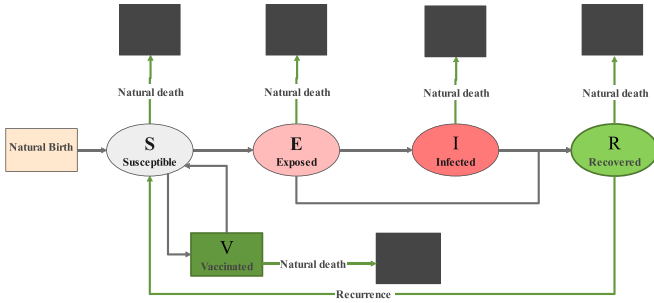 Natural death
Natural death
Natural death
Natural death
Natural Birth
S
Susceptible
E
Exposed
I
Infected
R
Recovered
V
Vaccinated
Natural death
Recurrence